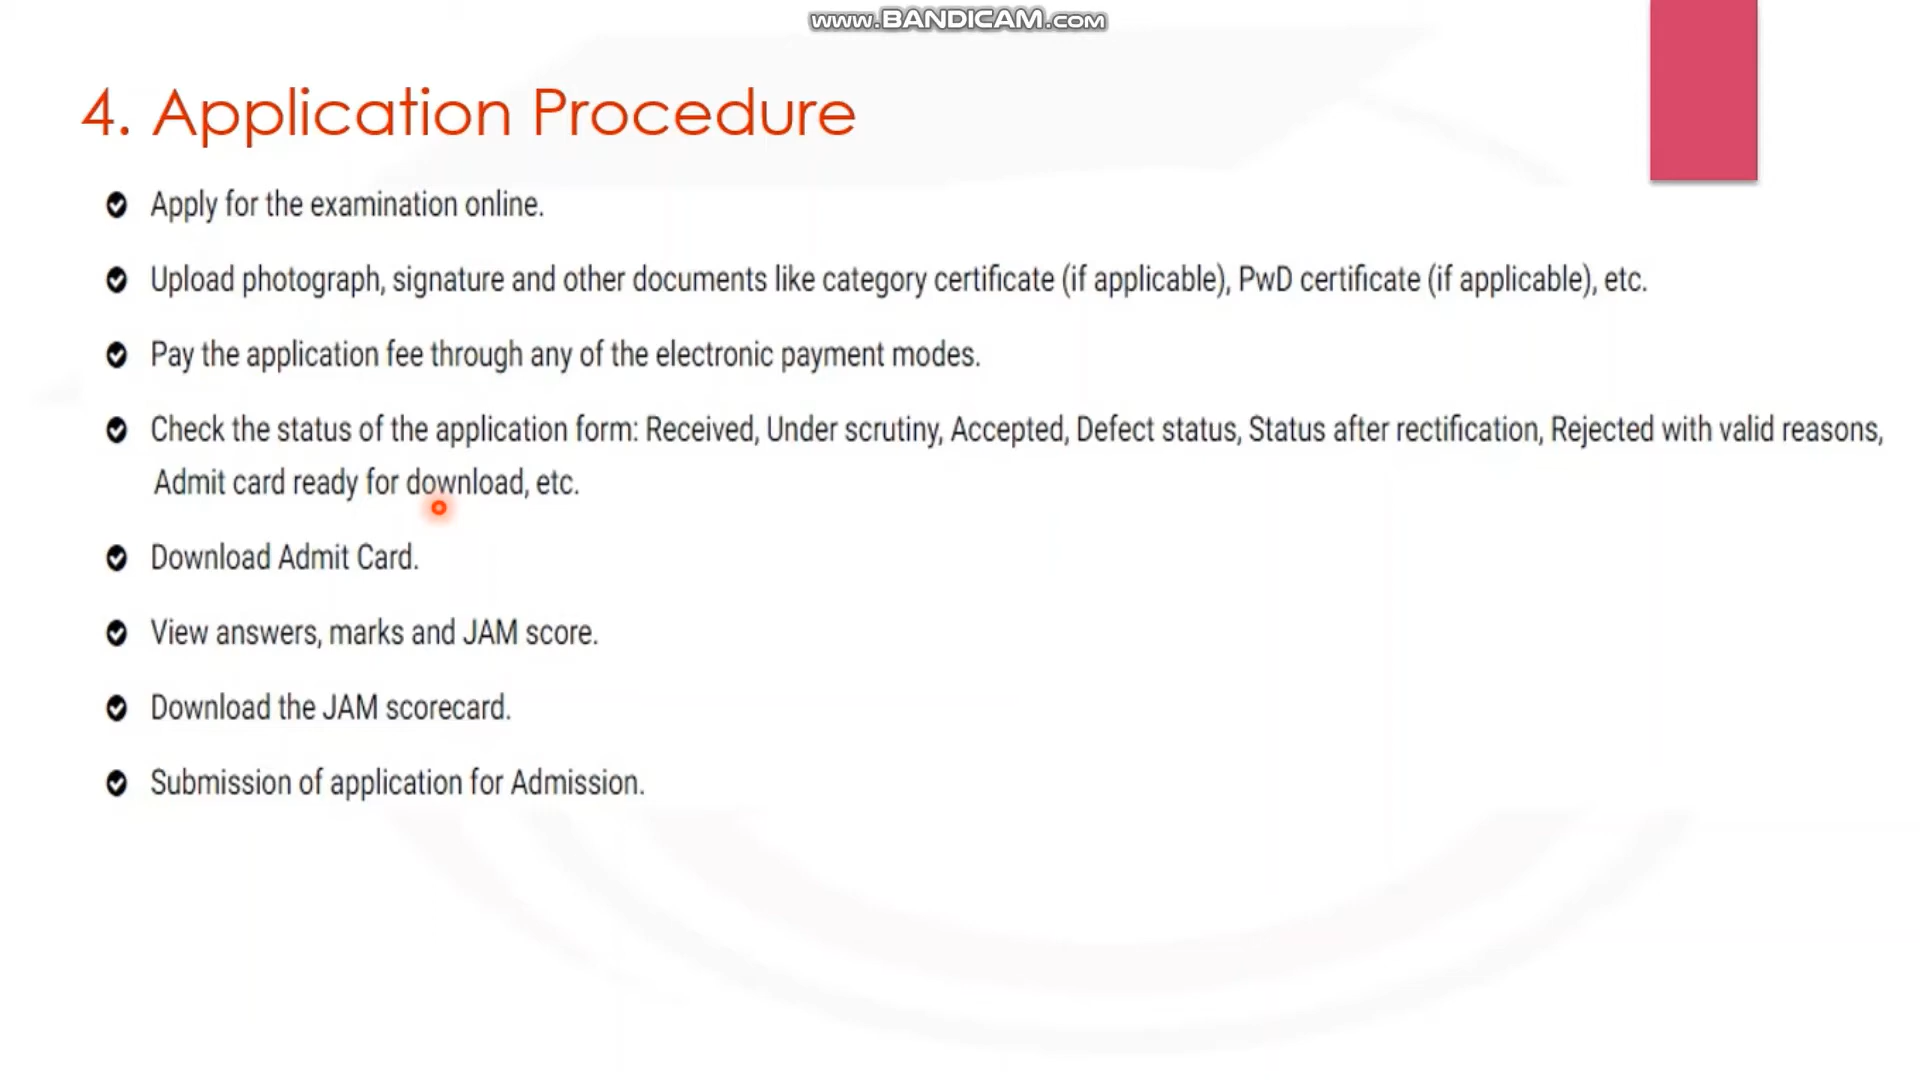 www.BANDICAM.com
4. Application Procedure
Apply for the examination online.
Upload photograph, signature and other documents like category certificate (if applicable), PwD certificate (if applicable), etc.
Pay the application fee through any of the electronic payment modes.
Check the status of the application form: Received, Under scrutiny, Accepted, Defect status, Status after rectification, Rejected with valid reasons,
Admit card ready for download, etc.
Download Admit Card.
View answers, marks and JAM score.
Download the JAM scorecard.
Submission of application for Admission.